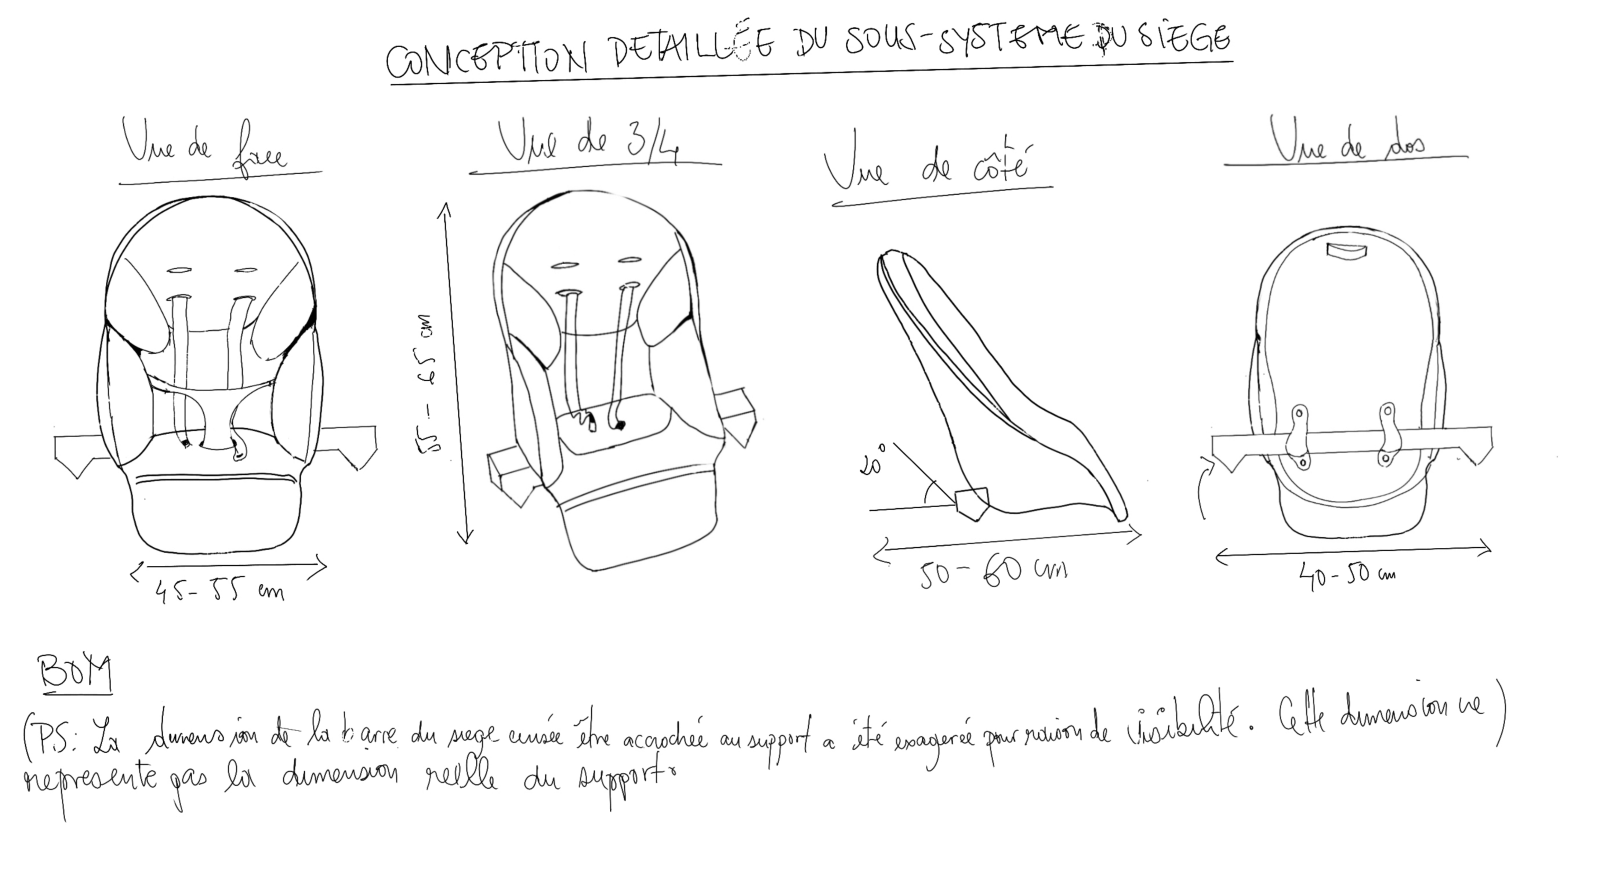 CONCEPTION DETAILLÉE DU SOUS-SYSTEME DU SIEGE
Vue de face
Vue de 3/4
Vue de côté
Vue de dos
55-65 cm
20°
45-55 cm
50-60 cm
40-50 cm
BOM
(P.S: La dimension de la barre du siege censée être accrochée au support a été exagerée pour raison de visibilité. Cette dimension ne)
represente pas la dimension reelle du support.